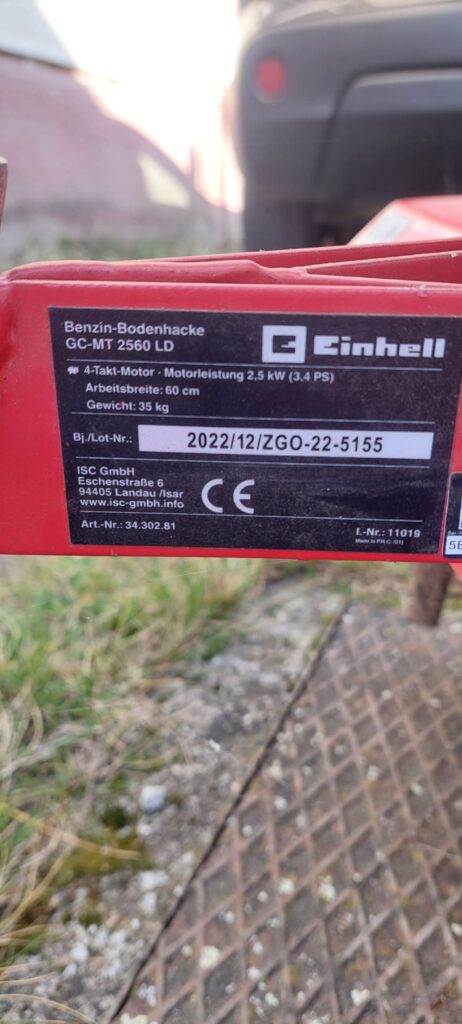 Benzin-Bodenhacke
GC-MT 2560 LD
Einhell
4-Takt-Motor · Motorleistung 2,5 kW (3,4 PS)
Arbeitsbreite: 60 cm
Gewicht: 35 kg
Bj./Lot-Nr.: 2022/12/ZGO-22-5155
ISC GmbH
Eschenstraße 6
94405 Landau /Isar
www.isc-gmbh.info
CE
Art.-Nr.: 34.302.81
I.-Nr.: 11019